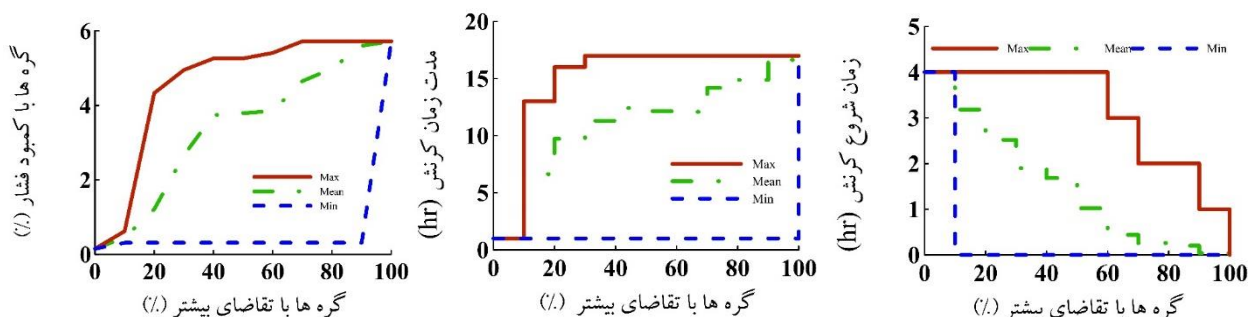 گره ها با کمبود فشار (٪)
6
4
2
0
0 20 40 60 80 100
Max
Mean
Min
گره ها با تقاضای بیشتر (٪)
مدت زمان کرنش (hr)
20
15
10
5
0
0 20 40 60 80 100
Max
Mean
Min
گره ها با تقاضای بیشتر (٪)
زمان شروع کرنش (hr)
5
4
3
2
1
0
0 20 40 60 80 100
Max Mean Min
گره ها با تقاضای بیشتر (٪)